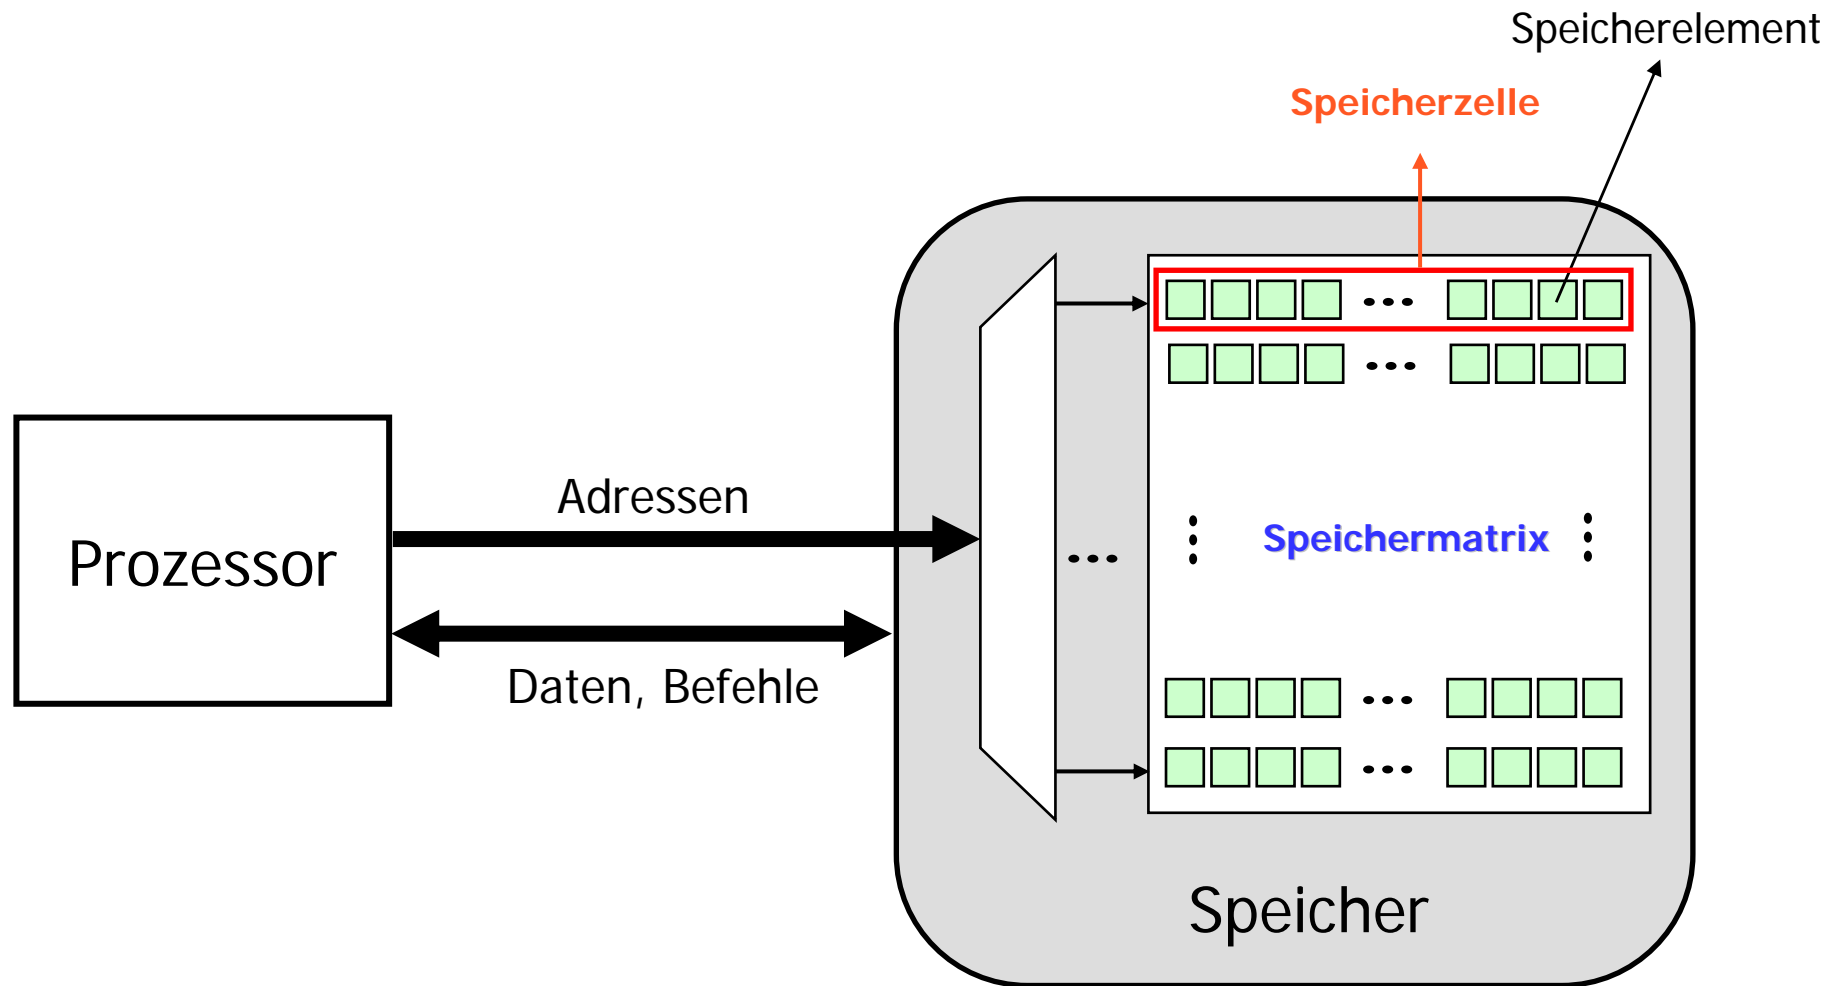 Speicherelement
Speicherzelle
Adressen
Prozessor
Speichermatrix
Daten, Befehle
Speicher